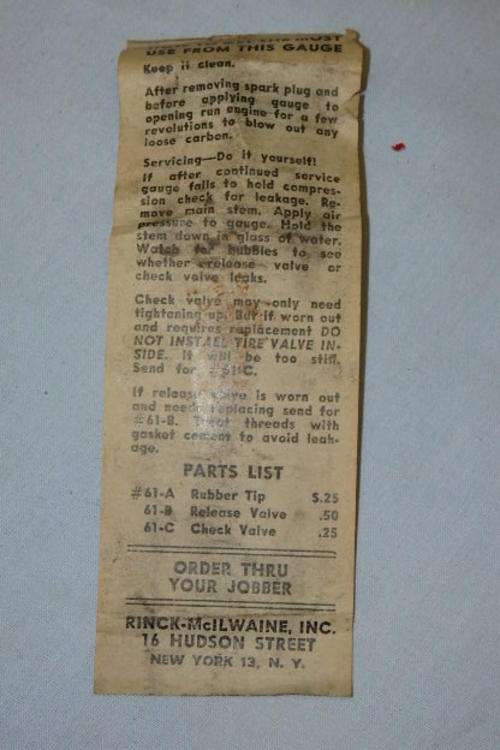 USE FROM THIS GAUGE
Keep it clean.
After removing spark plug and
before applying gauge to
opening run engine for a few
revolutions to blow out any
loose carbon.
Servicing—Do it yourself!
If after continued service
gauge fails to hold compres-
sion check for leakage. Re-
move main stem. Apply air
pressure to gauge. Hold the
stem down in glass of water.
Watch for bubbles to see
whether release valve or
check valve leaks.
Check valve may only need
tightening up. But if worn out
and requires replacement DO
NOT INSTALL TIRE VALVE IN-
SIDE. It will be too stiff.
Send for #61-C.
If release valve is worn out
and needs replacing send for
#61-B. Treat threads with
gasket cement to avoid leak-
age.
PARTS LIST
#61-A Rubber Tip $.25
61-B Release Valve .50
61-C Check Valve .25
ORDER THRU
YOUR JOBBER
RINCK-McILWAINE, INC.
16 HUDSON STREET
NEW YORK 13, N. Y.